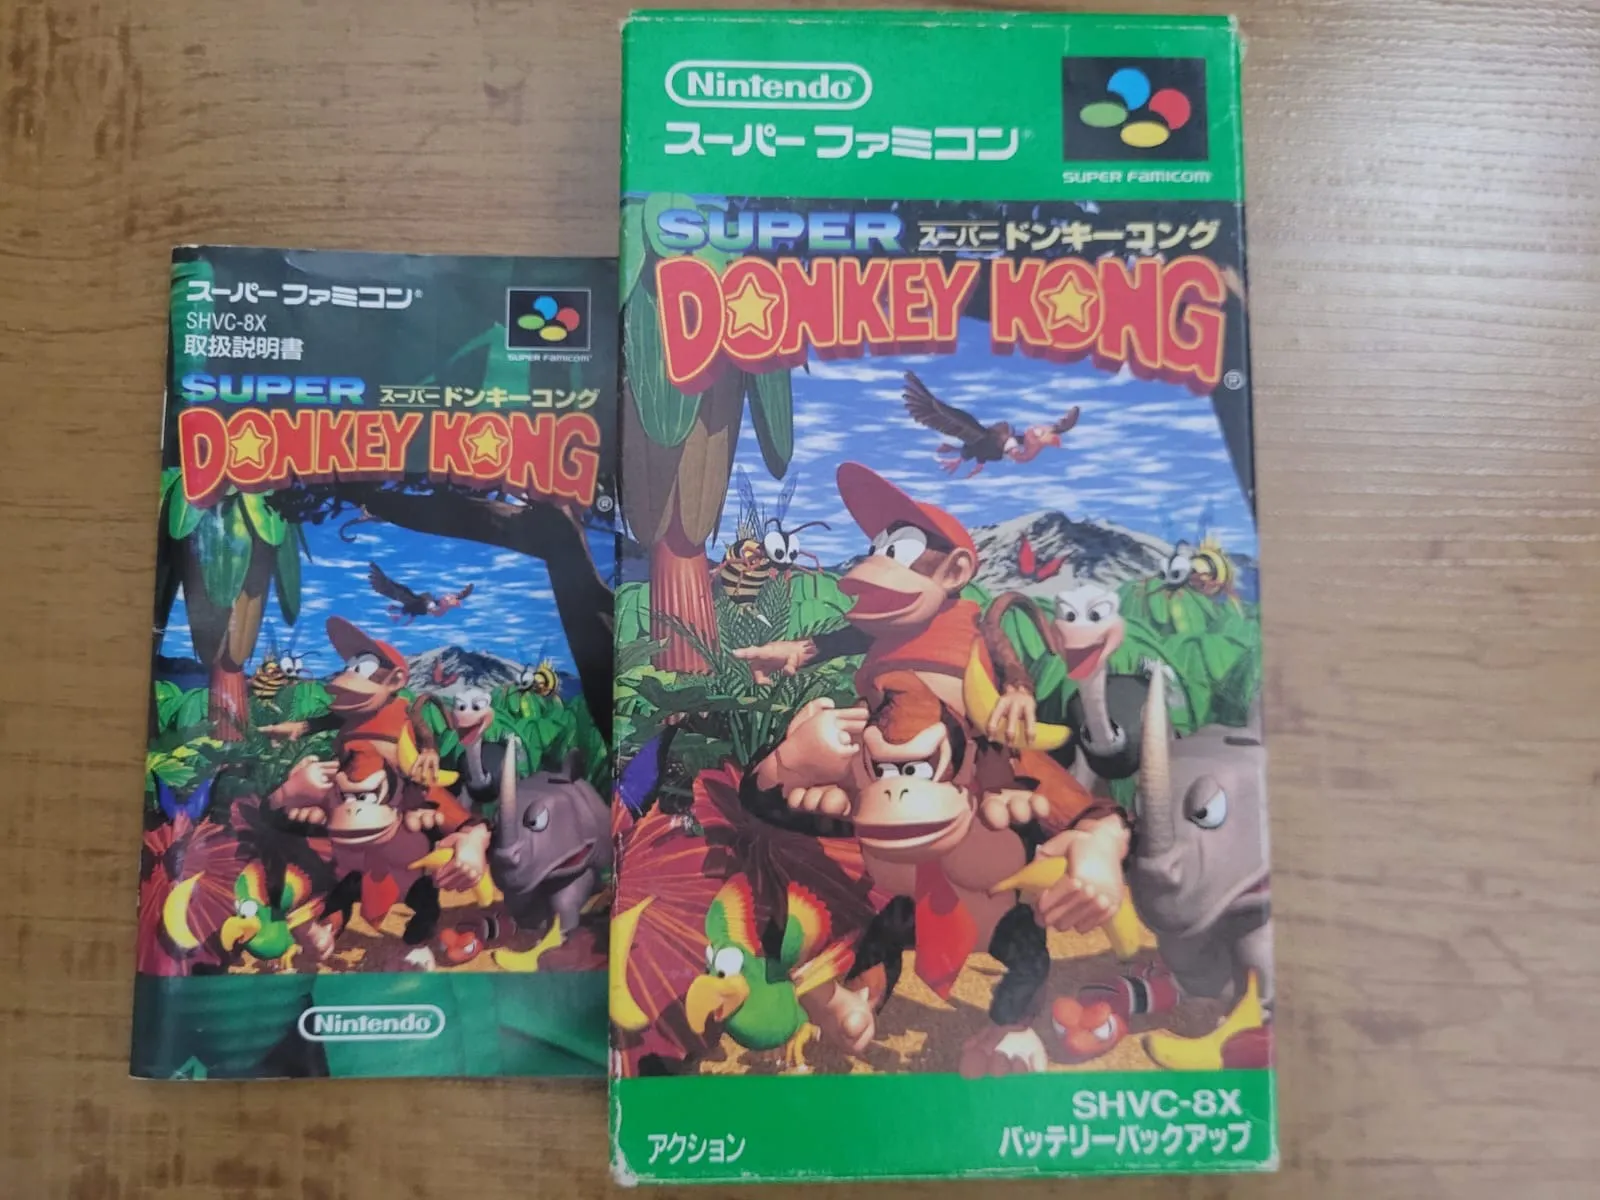 スーパーファミコン®
SHVC-8X
取扱説明書
SUPER FAMICOM
SUPER
スーパードンキーコング
DONKEY KONG®
Nintendo®
Nintendo®
スーパーファミコン®
SUPER FAMICOM
SUPER
スーパードンキーコング
DONKEY KONG®
SHVC-8X
アクション
バッテリーバックアップ